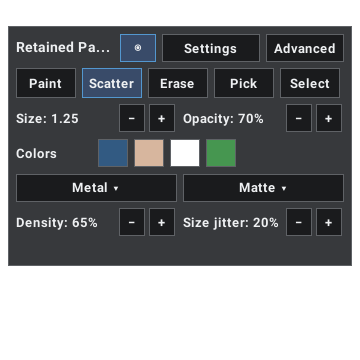 Retained Pa... ◉ Settings Advanced
Paint Scatter Erase Pick Select
Size: 1.25 − + Opacity: 70% − +
Colors
Metal ▾ Matte ▾
Density: 65% − + Size jitter: 20% − +